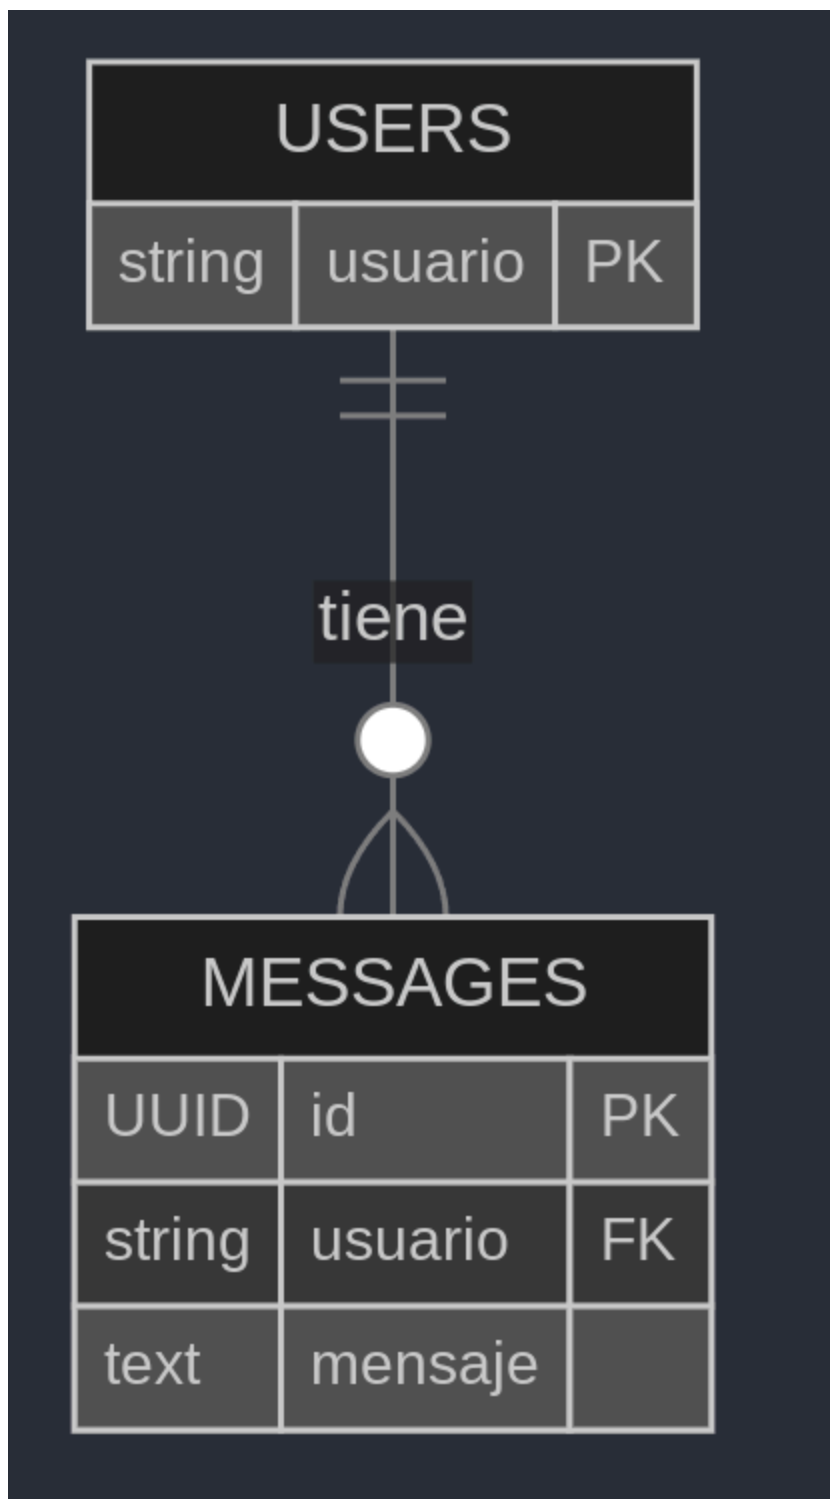 USERS
string usuario PK
tiene
MESSAGES
UUID id PK
string usuario FK
text mensaje